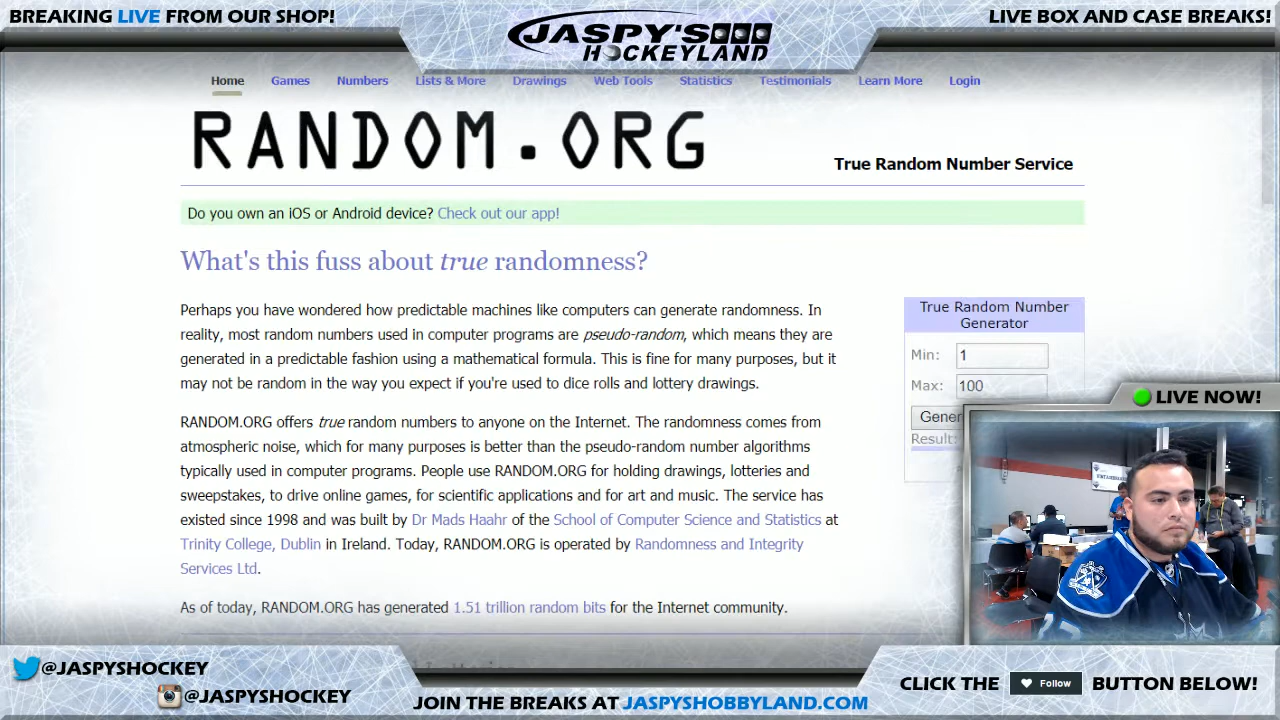 BREAKING LIVE FROM OUR SHOP!
JASPY'S
HOCKEYLAND
LIVE BOX AND CASE BREAKS!
Home Games Numbers Lists & More Drawings Web Tools Statistics Testimonials Learn More Login
RANDOM.ORG
True Random Number Service
Do you own an iOS or Android device? Check out our app!
What's this fuss about true randomness?
Perhaps you have wondered how predictable machines like computers can generate randomness. In
reality, most random numbers used in computer programs are pseudo-random, which means they are
generated in a predictable fashion using a mathematical formula. This is fine for many purposes, but it
may not be random in the way you expect if you're used to dice rolls and lottery drawings.
RANDOM.ORG offers true random numbers to anyone on the Internet. The randomness comes from
atmospheric noise, which for many purposes is better than the pseudo-random number algorithms
typically used in computer programs. People use RANDOM.ORG for holding drawings, lotteries and
sweepstakes, to drive online games, for scientific applications and for art and music. The service has
existed since 1998 and was built by Dr Mads Haahr of the School of Computer Science and Statistics at
Trinity College, Dublin in Ireland. Today, RANDOM.ORG is operated by Randomness and Integrity
Services Ltd.
As of today, RANDOM.ORG has generated 1.51 trillion random bits for the Internet community.
True Random Number
Generator
Min: 1
Max: 100
Gener
Result:
LIVE NOW!
@JASPYSHOCKEY
@JASPYSHOCKEY
JOIN THE BREAKS AT JASPYSHOBBYLAND.COM
CLICK THE Follow BUTTON BELOW!